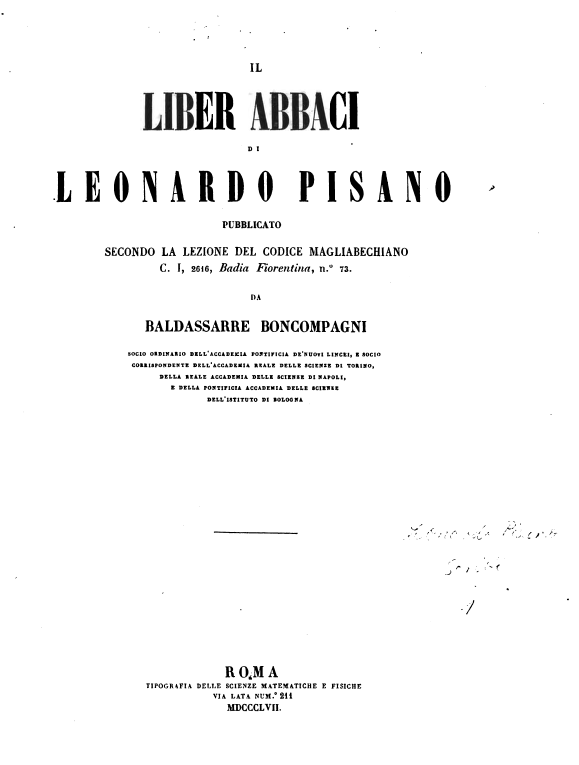 IL
LIBER ABBACI
DI
LEONARDO PISANO
PUBBLICATO
SECONDO LA LEZIONE DEL CODICE MAGLIABECHIANO
C. I, 2616, Badia Fiorentina, n.º 73.
DA
BALDASSARRE BONCOMPAGNI
SOCIO ORDINARIO DELL'ACCADEMIA PONTIFICIA DE'NUOVI LINCEI, E SOCIO
CORRISPONDENTE DELL'ACCADEMIA REALE DELLE SCIENZE DI TORINO,
DELLA REALE ACCADEMIA DELLE SCIENZE DI NAPOLI,
E DELLA PONTIFICIA ACCADEMIA DELLE SCIENZE
DELL'ISTITUTO DI BOLOGNA
ROMA
TIPOGRAFIA DELLE SCIENZE MATEMATICHE E FISICHE
VIA LATA NUM.º 211
MDCCCLVII.